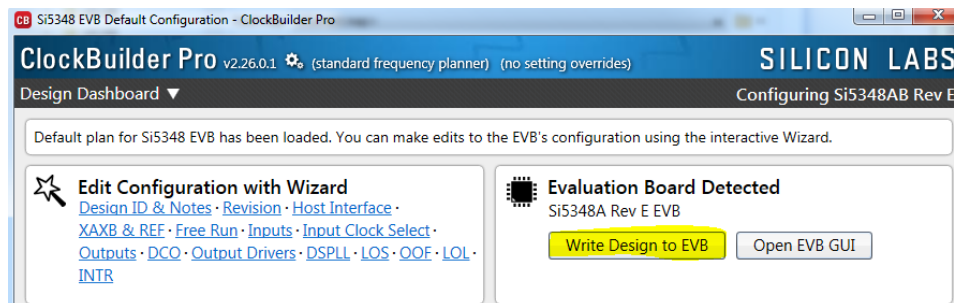 CB Si5348 EVB Default Configuration - ClockBuilder Pro
ClockBuilder Pro v2.26.0.1 (standard frequency planner) (no setting overrides) SILICON LABS
Design Dashboard ▼ Configuring Si5348AB Rev E
Default plan for Si5348 EVB has been loaded. You can make edits to the EVB's configuration using the interactive Wizard.
Edit Configuration with Wizard
Design ID & Notes · Revision · Host Interface ·
XAXB & REF · Free Run · Inputs · Input Clock Select ·
Outputs · DCO · Output Drivers · DSPLL · LOS · OOF · LOL ·
INTR
Evaluation Board Detected
Si5348A Rev E EVB
Write Design to EVB Open EVB GUI